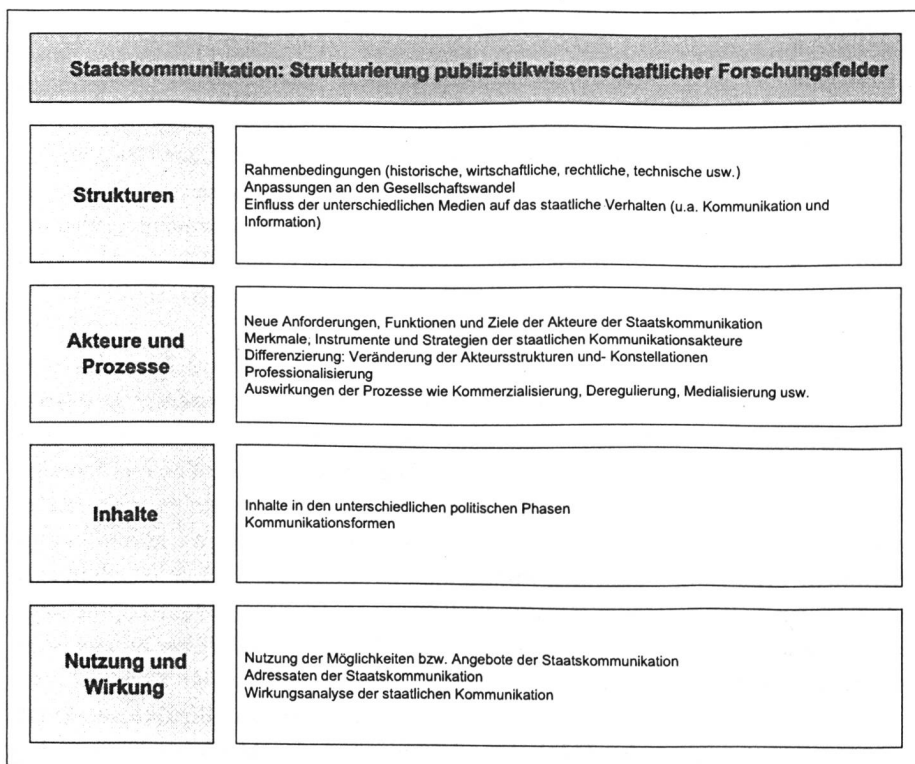 Staatskommunikation: Strukturierung publizistikwissenschaftlicher Forschungsfelder
Strukturen
Rahmenbedingungen (historische, wirtschaftliche, rechtliche, technische usw.)
Anpassungen an den Gesellschaftswandel
Einfluss der unterschiedlichen Medien auf das staatliche Verhalten (u.a. Kommunikation und
Information)
Akteure und
Prozesse
Neue Anforderungen, Funktionen und Ziele der Akteure der Staatskommunikation
Merkmale, Instrumente und Strategien der staatlichen Kommunikationsakteure
Differenzierung: Veränderung der Akteursstrukturen und- Konstellationen
Professionalisierung
Auswirkungen der Prozesse wie Kommerzialisierung, Deregulierung, Medialisierung usw.
Inhalte
Inhalte in den unterschiedlichen politischen Phasen
Kommunikationsformen
Nutzung und
Wirkung
Nutzung der Möglichkeiten bzw. Angebote der Staatskommunikation
Adressaten der Staatskommunikation
Wirkungsanalyse der staatlichen Kommunikation